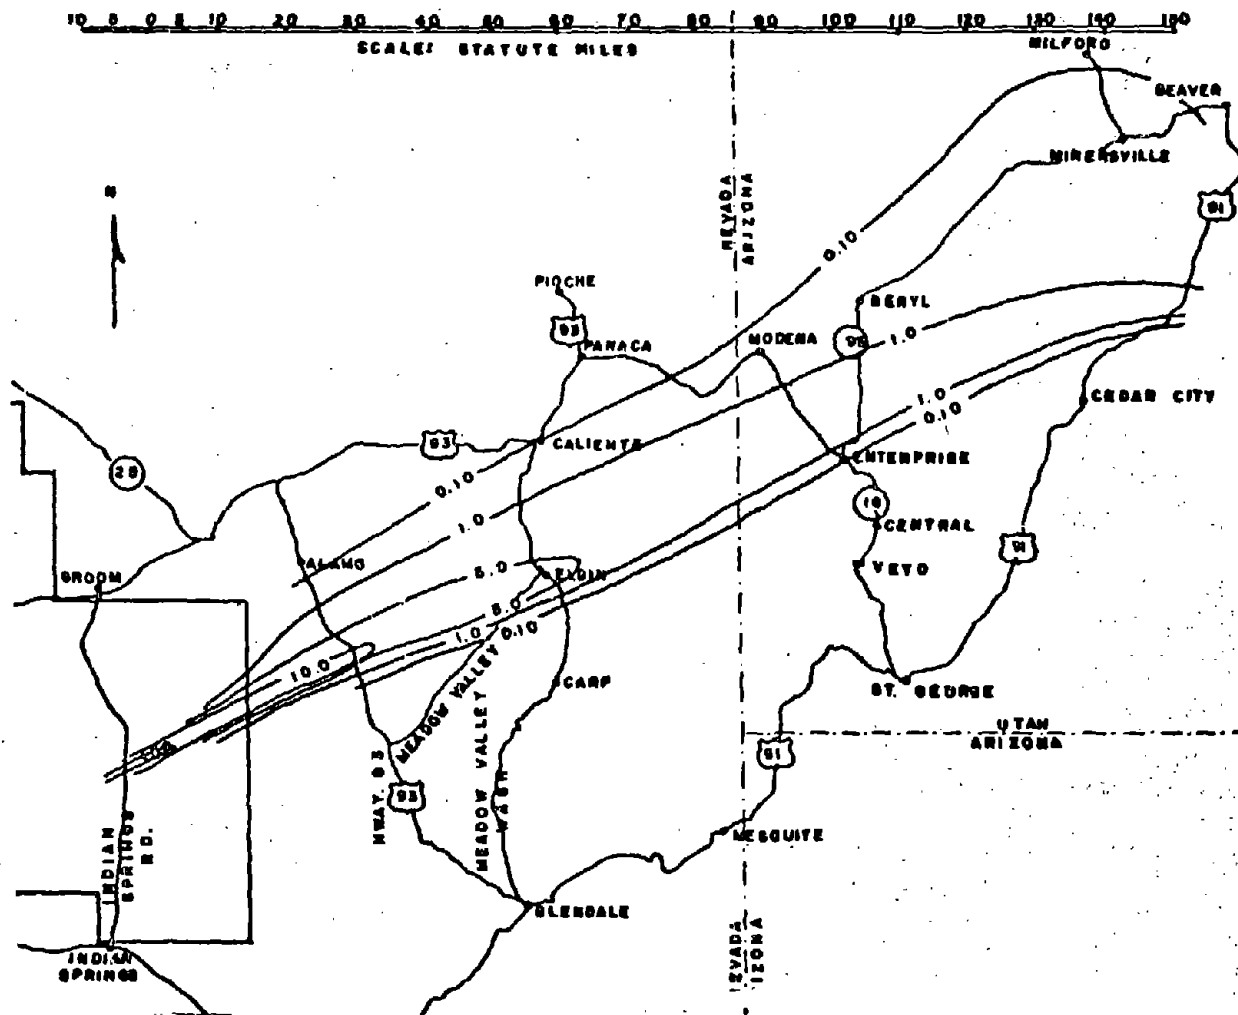 10 5 0 5 10 20 30 40 50 60 70 80 90 100 110 120 130 140 150
SCALE: STATUTE MILES
MILFORD
BEAVER
MINERSVILLE
N
NEVADA
ARIZONA
91
0.10
PIOCHE
BERYL
93
PANACA
MODENA
98
1.0
CEDAR CITY
1.0
0.10
93
CALIENTE
ENTERPRISE
25
0.10
1.0
18
CENTRAL
91
ALAMO
5.0
ELGIN
VEYO
GROOM
5.0
1.0
0.10
10.0
CARP
ST. GEORGE
MEADOW VALLEY
UTAH
ARIZONA
91
HWAY. 93
93
MEADOW VALLEY
WASH
MESQUITE
INDIAN
SPRINGS
RD.
GLENDALE
INDIAN
SPRINGS
EVADA
IZONA